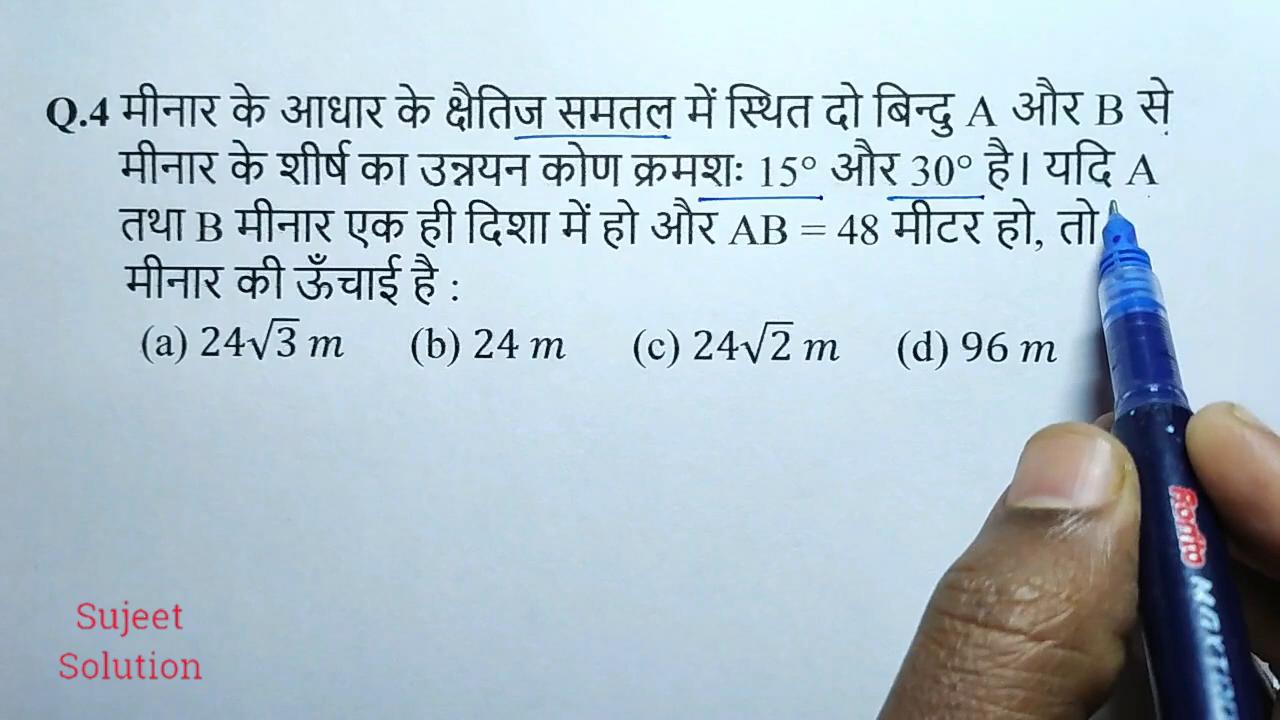 Q.4 मीनार के आधार के क्षैतिज समतल में स्थित दो बिन्दु A और B से
मीनार के शीर्ष का उन्नयन कोण क्रमशः 15° और 30° है। यदि A
तथा B मीनार एक ही दिशा में हो और AB = 48 मीटर हो, तो
मीनार की ऊँचाई है :
(a) 24√3 m (b) 24 m (c) 24√2 m (d) 96 m
Sujeet
Solution